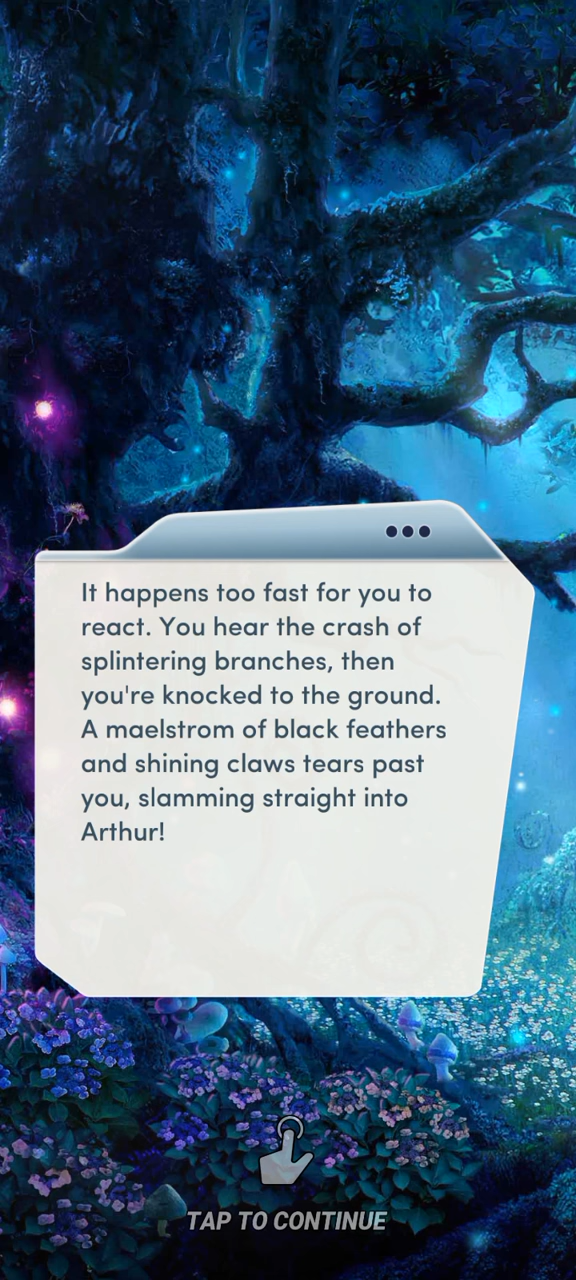 It happens too fast for you to
react. You hear the crash of
splintering branches, then
you're knocked to the ground.
A maelstrom of black feathers
and shining claws tears past
you, slamming straight into
Arthur!
TAP TO CONTINUE